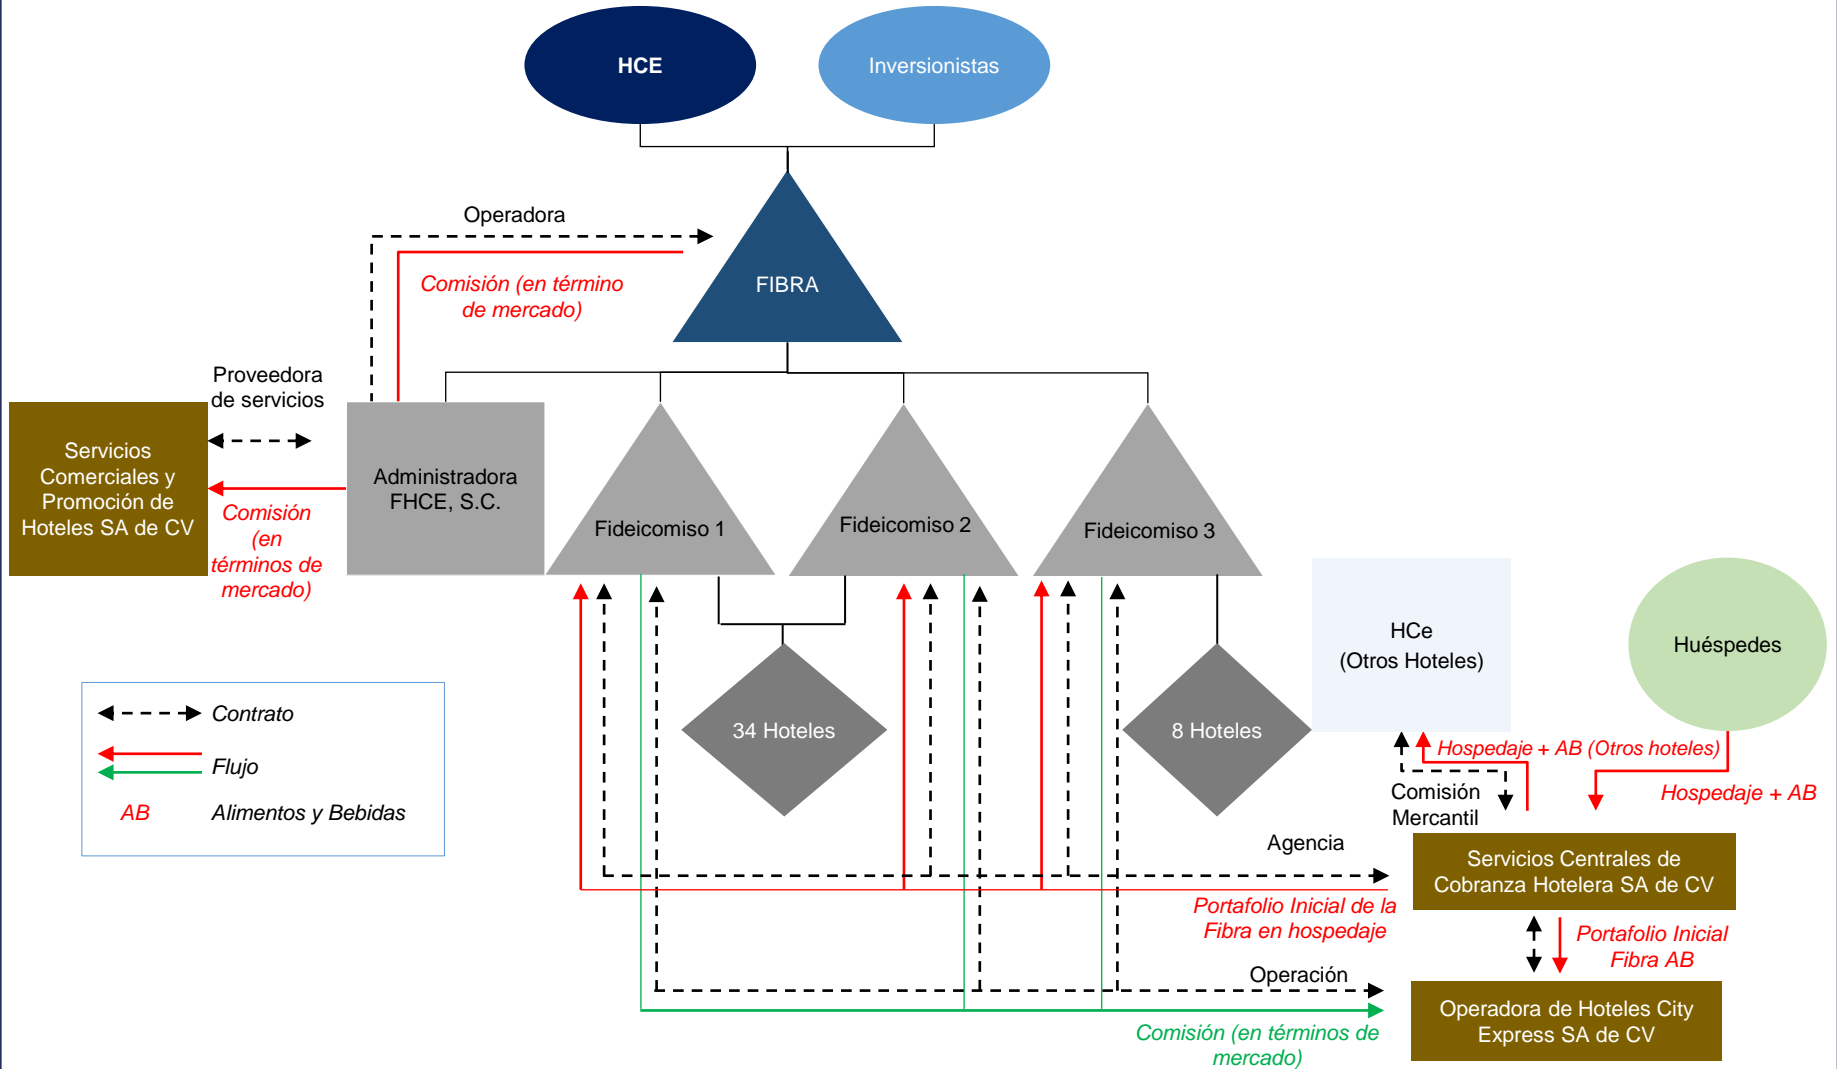 HCE
Inversionistas
Operadora
Comisión (en término
de mercado)
FIBRA
Proveedora
de servicios
Servicios
Comerciales y
Promoción de
Hoteles SA de CV
Comisión
(en
términos de
mercado)
Administradora
FHCE, S.C.
Fideicomiso 1
Fideicomiso 2
Fideicomiso 3
HCe
(Otros Hoteles)
Huéspedes
34 Hoteles
8 Hoteles
Contrato
Flujo
AB Alimentos y Bebidas
Hospedaje + AB (Otros hoteles)
Comisión
Mercantil
Hospedaje + AB
Agencia
Servicios Centrales de
Cobranza Hotelera SA de CV
Portafolio Inicial de la
Fibra en hospedaje
Portafolio Inicial
Fibra AB
Operación
Operadora de Hoteles City
Express SA de CV
Comisión (en términos de
mercado)